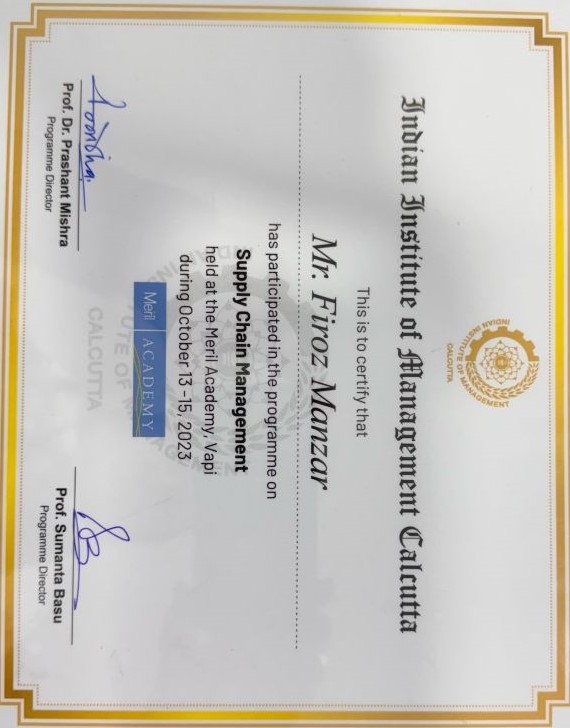 INDIAN INSTITUTE OF MANAGEMENT
CALCUTTA
Indian Institute of Management Calcutta
This is to certify that
Mr. Firoz Manzar
has participated in the programme on
Supply Chain Management
held at the Meril Academy, Vapi
during October 13 -15, 2023
Meril ACADEMY
CALCUTTA
Prof. Dr. Prashant Mishra
Programme Director
Prof. Sumanta Basu
Programme Director